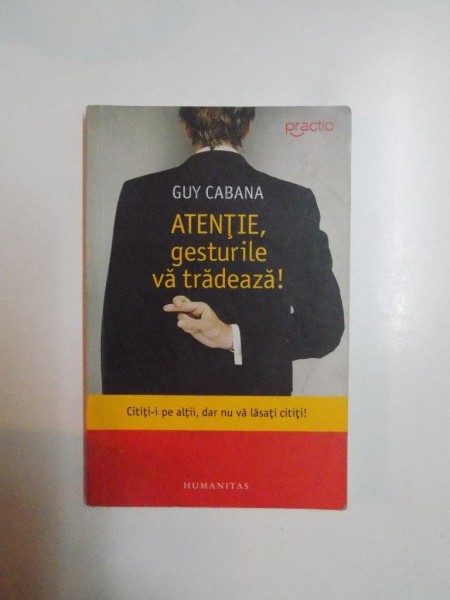 practic
GUY CABANA
ATENŢIE,
gesturile
vă trădează!
Citiţi-i pe alţii, dar nu vă lăsaţi citiţi!
HUMANITAS